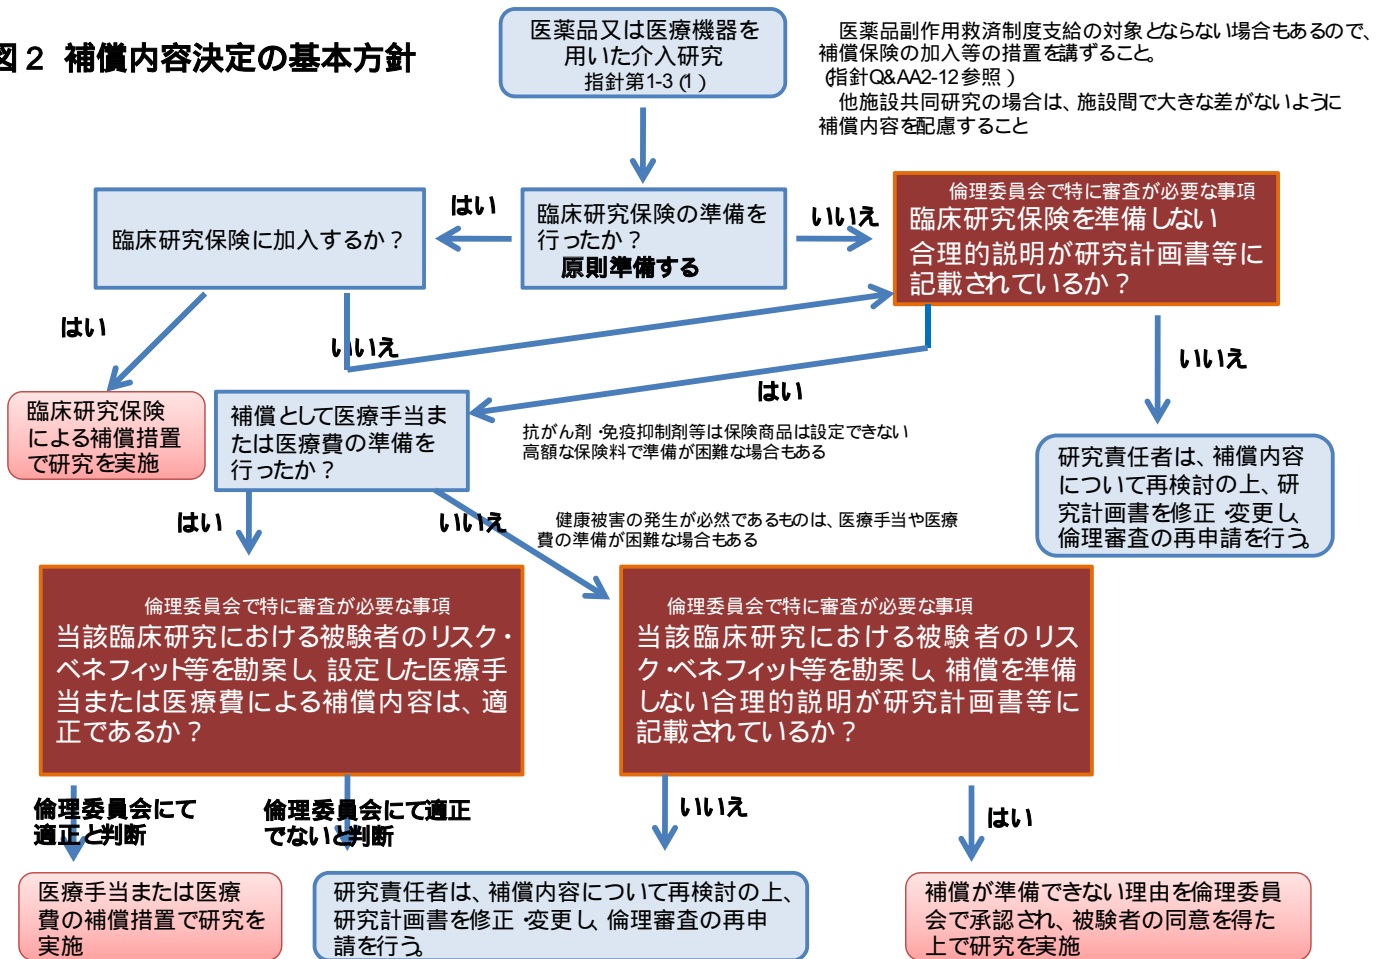 図２ 補償内容決定の基本方針
医薬品又は医療機器を
用いた介入研究
指針第1-3 (1)
医薬品副作用救済制度支給の対象とならない場合もあるので、
補償保険の加入等の措置を講ずること。
(指針Q&AA2-12参照)
他施設共同研究の場合は、施設間で大きな差がないように
補償内容を配慮すること
臨床研究保険に加入するか？
はい
臨床研究保険の準備を
行ったか？
原則準備する
いいえ
倫理委員会で特に審査が必要な事項
臨床研究保険を準備しない
合理的説明が研究計画書等に
記載されているか？
はい
いいえ
はい
いいえ
臨床研究保険
による補償措置
で研究を実施
補償として医療手当ま
たは医療費の準備を
行ったか？
抗がん剤・免疫抑制剤等は保険商品は設定できない
高額な保険料で準備が困難な場合もある
研究責任者は、補償内容
について再検討の上、研
究計画書を修正・変更し、
倫理審査の再申請を行う。
はい
いいえ
健康被害の発生が必然であるものは、医療手当や医療
費の準備が困難な場合もある
倫理委員会で特に審査が必要な事項
当該臨床研究における被験者のリスク・
ベネフィット等を勘案し、設定した医療手
当または医療費による補償内容は、適
正であるか？
倫理委員会で特に審査が必要な事項
当該臨床研究における被験者のリス
ク・ベネフィット等を勘案し、補償を準備
しない合理的説明が研究計画書等に
記載されているか？
倫理委員会にて
適正と判断
倫理委員会にて適正
でないと判断
いいえ
はい
医療手当または医療
費の補償措置で研究を
実施
研究責任者は、補償内容について再検討の上、
研究計画書を修正・変更し、倫理審査の再申
請を行う。
補償が準備できない理由を倫理委員
会で承認され、被験者の同意を得た
上で研究を実施